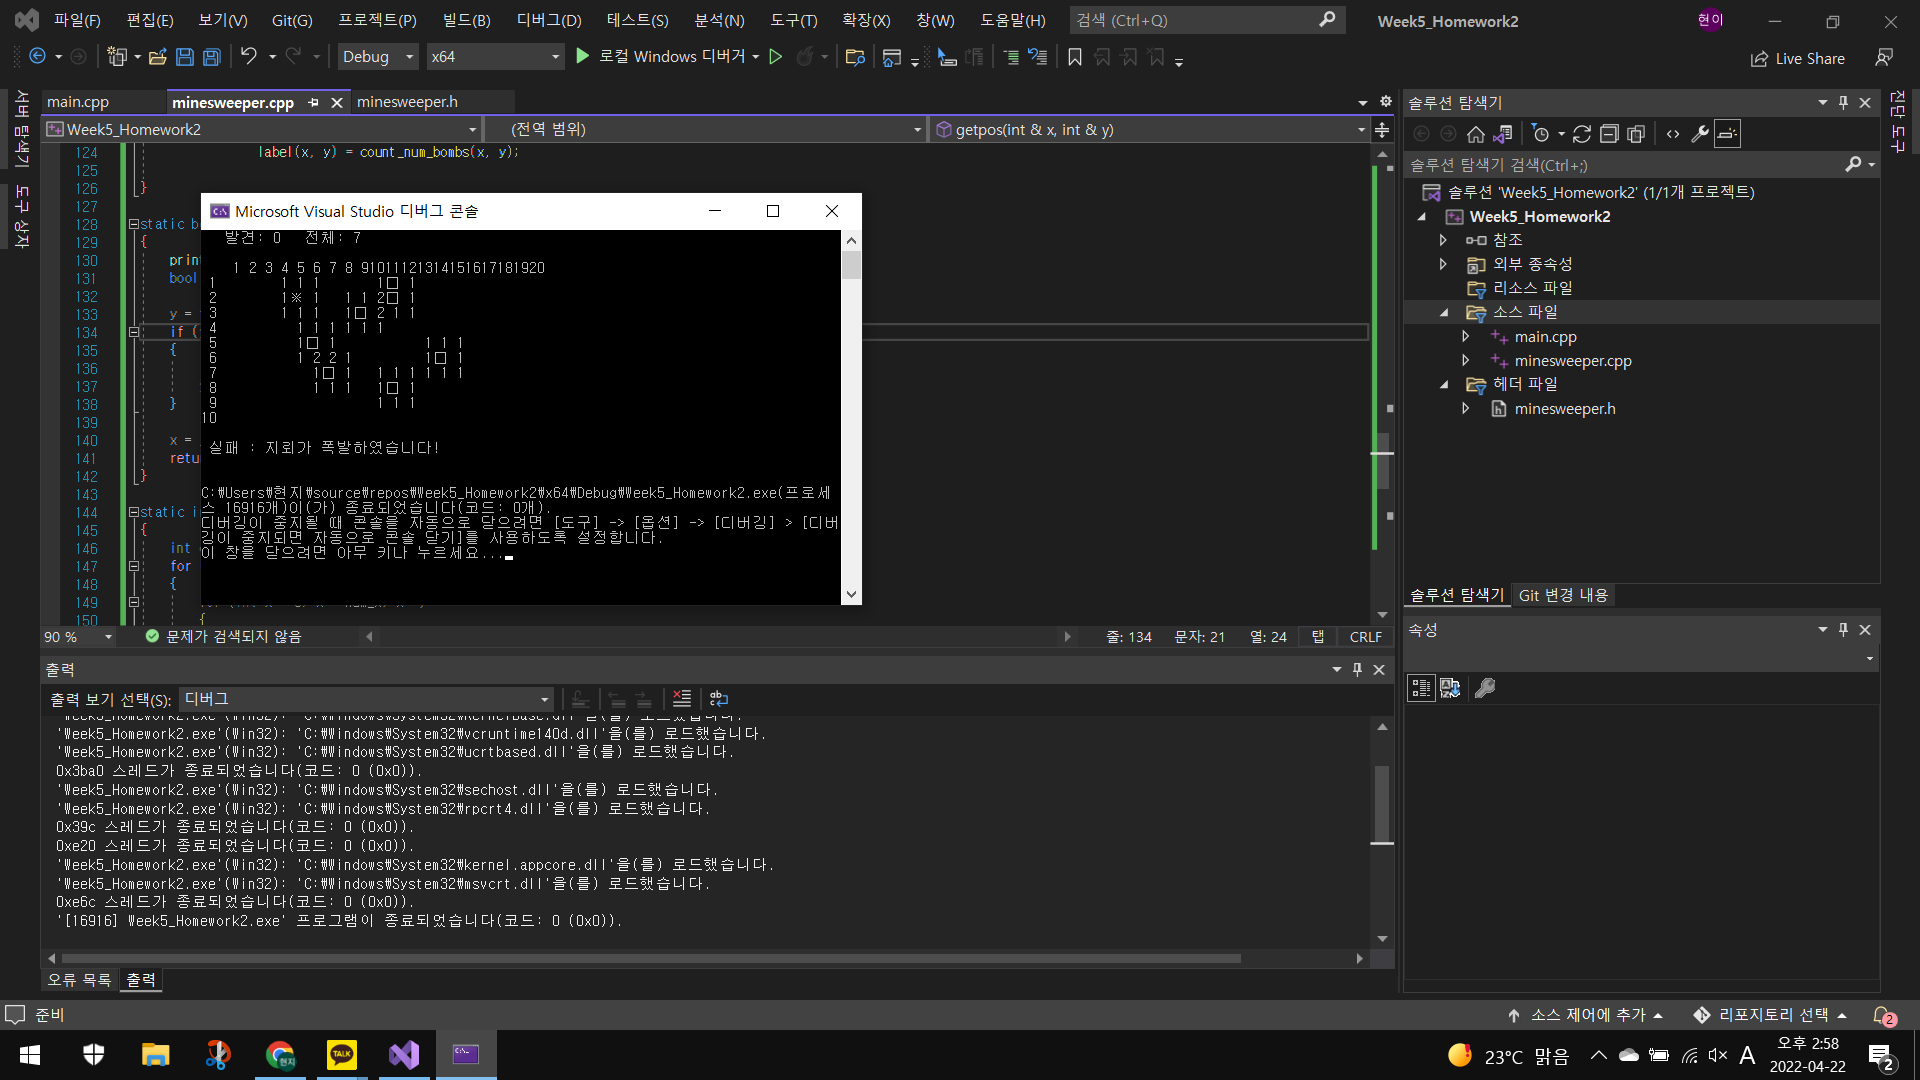 파일(F) 편집(E) 보기(V) Git(G) 프로젝트(P) 빌드(B) 디버그(D) 테스트(S) 분석(N) 도구(T) 확장(X) 창(W) 도움말(H) 검색 (Ctrl+Q) Week5_Homework2 현이
Debug x64 로컬 Windows 디버거 Live Share
서버 탐색기
도구 상자
main.cpp minesweeper.cpp minesweeper.h
Week5_Homework2 (전역 범위) getpos(int & x, int & y)
124 label(x, y) = count_num_bombs(x, y);
125
126 }
127
128 static b
129 {
130 prin
131 bool
132
133 y =
134 if (
135 {
136
137
138 }
139
140 x =
141 retu
142 }
143
144 static i
145 {
146 int
147 for
148 {
149
150 {
Microsoft Visual Studio 디버그 콘솔
발견: 0 전체: 7
1 2 3 4 5 6 7 8 91011121314151617181920
1 1 1 1 1□ 1
2 1※ 1 1 1 2□ 1
3 1 1 1 1□ 2 1 1
4 1 1 1 1 1 1
5 1□ 1 1 1 1
6 1 2 2 1 1□ 1
7 1□ 1 1 1 1 1 1 1
8 1 1 1 1□ 1
9 1 1 1
10
실패 : 지뢰가 폭발하였습니다!
C:\Users\현지\source\repos\Week5_Homework2\x64\Debug\Week5_Homework2.exe(프로세
스 16916개)이(가) 종료되었습니다(코드: 0개).
디버깅이 중지될 때 콘솔을 자동으로 닫으려면 [도구] -> [옵션] -> [디버깅] > [디버
깅이 중지되면 자동으로 콘솔 닫기]를 사용하도록 설정합니다.
이 창을 닫으려면 아무 키나 누르세요...
90 % 문제가 검색되지 않음 줄: 134 문자: 21 열: 24 탭 CRLF
출력
출력 보기 선택(S): 디버그
'Week5_Homework2.exe'(Win32): 'C:\Windows\System32\KernelBase.dll'을(를) 로드했습니다.
'Week5_Homework2.exe'(Win32): 'C:\Windows\System32\vcruntime140d.dll'을(를) 로드했습니다.
'Week5_Homework2.exe'(Win32): 'C:\Windows\System32\ucrtbased.dll'을(를) 로드했습니다.
0x3ba0 스레드가 종료되었습니다(코드: 0 (0x0)).
'Week5_Homework2.exe'(Win32): 'C:\Windows\System32\sechost.dll'을(를) 로드했습니다.
'Week5_Homework2.exe'(Win32): 'C:\Windows\System32\rpcrt4.dll'을(를) 로드했습니다.
0x39c 스레드가 종료되었습니다(코드: 0 (0x0)).
0xe20 스레드가 종료되었습니다(코드: 0 (0x0)).
'Week5_Homework2.exe'(Win32): 'C:\Windows\System32\kernel.appcore.dll'을(를) 로드했습니다.
'Week5_Homework2.exe'(Win32): 'C:\Windows\System32\msvcrt.dll'을(를) 로드했습니다.
0xe6c 스레드가 종료되었습니다(코드: 0 (0x0)).
'[16916] Week5_Homework2.exe' 프로그램이 종료되었습니다(코드: 0 (0x0)).
오류 목록 출력
솔루션 탐색기
솔루션 탐색기 검색(Ctrl+;)
솔루션 'Week5_Homework2' (1/1개 프로젝트)
Week5_Homework2
참조
외부 종속성
리소스 파일
소스 파일
main.cpp
minesweeper.cpp
헤더 파일
minesweeper.h
솔루션 탐색기 Git 변경 내용
속성
진단 도구
준비 소스 제어에 추가 리포지토리 선택 2
TALK 현지 23°C 맑음 A 오후 2:58
2022-04-22 2